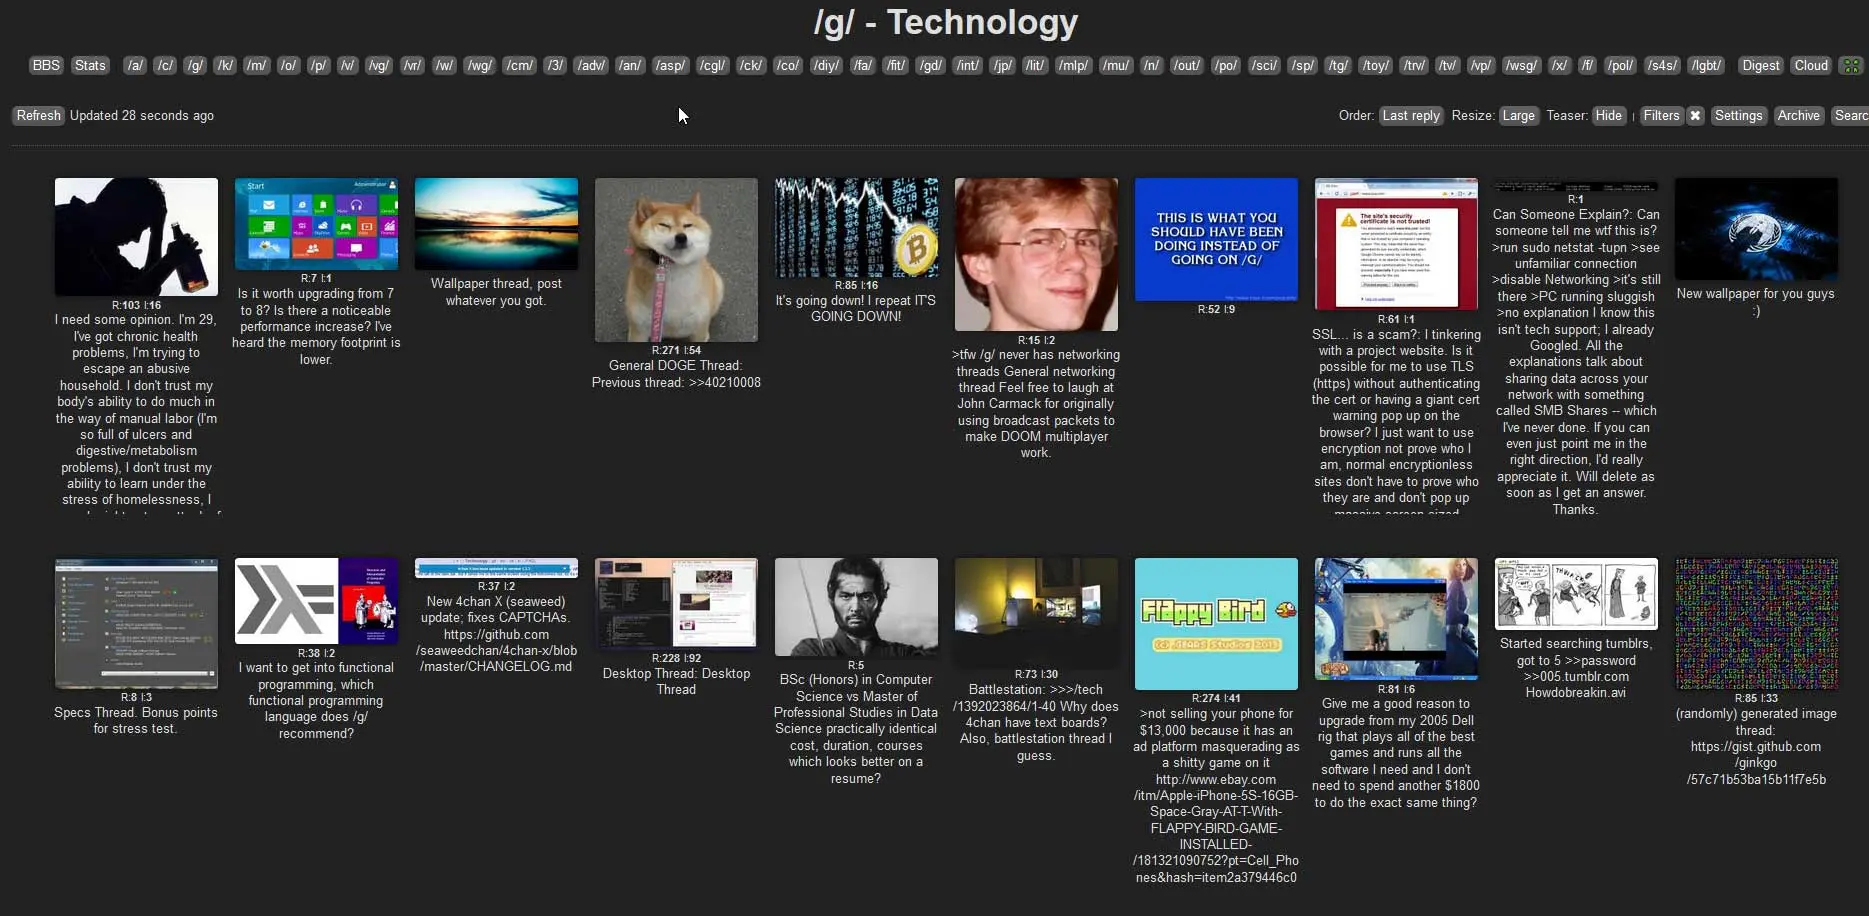 /g/ - Technology
BBS Stats /a/ /c/ /g/ /k/ /m/ /o/ /p/ /v/ /vg/ /vr/ /w/ /wg/ /cm/ /3/ /adv/ /an/ /asp/ /cgl/ /ck/ /co/ /diy/ /fa/ /fit/ /gd/ /int/ /jp/ /lit/ /mlp/ /mu/ /n/ /out/ /po/ /sci/ /sp/ /tg/ /toy/ /trv/ /tv/ /vp/ /wsg/ /x/ /f/ /pol/ /s4s/ /lgbt/ Digest Cloud
Refresh Updated 28 seconds ago
Order: Last reply Resize: Large Teaser: Hide | Filters ✖ Settings Archive Searc
R:103 I:16
I need some opinion. I'm 29,
I've got chronic health
problems, I'm trying to
escape an abusive
household. I don't trust my
body's ability to do much in
the way of manual labor (I'm
so full of ulcers and
digestive/metabolism
problems), I don't trust my
ability to learn under the
stress of homelessness, I
Start
R:7 I:1
Is it worth upgrading from 7
to 8? Is there a noticeable
performance increase? I've
heard the memory footprint is
lower.
Wallpaper thread, post
whatever you got.
R:271 I:54
General DOGE Thread:
Previous thread: >>40210008
R:85 I:16
It's going down! I repeat IT'S
GOING DOWN!
R:15 I:2
>tfw /g/ never has networking
threads General networking
thread Feel free to laugh at
John Carmack for originally
using broadcast packets to
make DOOM multiplayer
work.
THIS IS WHAT YOU
SHOULD HAVE BEEN
DOING INSTEAD OF
GOING ON /G/
R:52 I:9
The site's security
certificate is not trusted!
R:61 I:1
SSL... is a scam?: I tinkering
with a project website. Is it
possible for me to use TLS
(https) without authenticating
the cert or having a giant cert
warning pop up on the
browser? I just want to use
encryption not prove who I
am, normal encryptionless
sites don't have to prove who
they are and don't pop up
massive screen-sized
R:1
Can Someone Explain?: Can
someone tell me wtf this is?
>run sudo netstat -tupn >see
unfamiliar connection
>disable Networking >it's still
there >PC running sluggish
>no explanation I know this
isn't tech support; I already
Googled. All the
explanations talk about
sharing data across your
network with something
called SMB Shares -- which
I've never done. If you can
even just point me in the
right direction, I'd really
appreciate it. Will delete as
soon as I get an answer.
Thanks.
New wallpaper for you guys
:)
R:8 I:3
Specs Thread. Bonus points
for stress test.
R:38 I:2
I want to get into functional
programming, which
functional programming
language does /g/
recommend?
R:37 I:2
New 4chan X (seaweed)
update; fixes CAPTCHAs.
https://github.com
/seaweedchan/4chan-x/blob
/master/CHANGELOG.md
R:228 I:92
Desktop Thread: Desktop
Thread
R:5
BSc (Honors) in Computer
Science vs Master of
Professional Studies in Data
Science practically identical
cost, duration, courses
which looks better on a
resume?
R:73 I:30
Battlestation: >>>/tech
/1392023864/1-40 Why does
4chan have text boards?
Also, battlestation thread I
guess.
Flappy Bird
(c) .GEARS Studios 2013
R:274 I:41
>not selling your phone for
$13,000 because it has an
ad platform masquerading as
a shitty game on it
http://www.ebay.com
/itm/Apple-iPhone-5S-16GB-
Space-Gray-AT-T-With-
FLAPPY-BIRD-GAME-
INSTALLED-
/181321090752?pt=Cell_Pho
nes&hash=item2a379446c0
R:81 I:6
Give me a good reason to
upgrade from my 2005 Dell
rig that plays all of the best
games and runs all the
software I need and I don't
need to spend another $1800
to do the exact same thing?
Started searching tumblrs,
got to 5 >>password
>>005.tumblr.com
Howdobreakin.avi
R:85 I:33
(randomly) generated image
thread:
https://gist.github.com
/ginkgo
/57c71b53ba15b11f7e5b